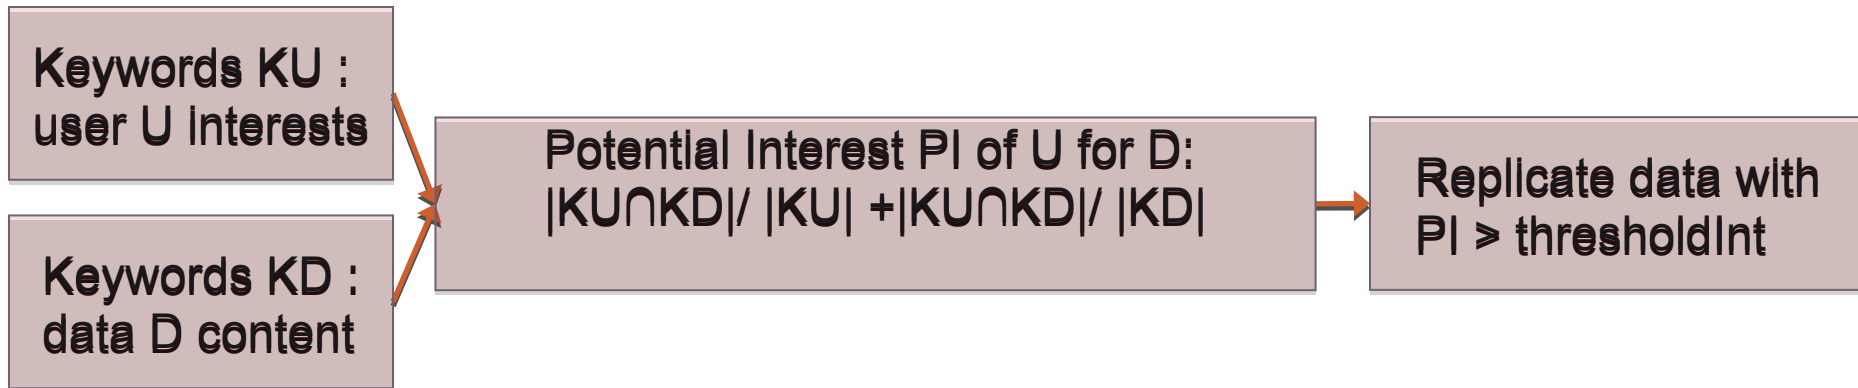 Keywords KU :
user U interests
Keywords KD :
data D content
Potential Interest PI of U for D:
|KU∩KD|/ |KU| +|KU∩KD|/ |KD|
Replicate data with
PI > thresholdInt